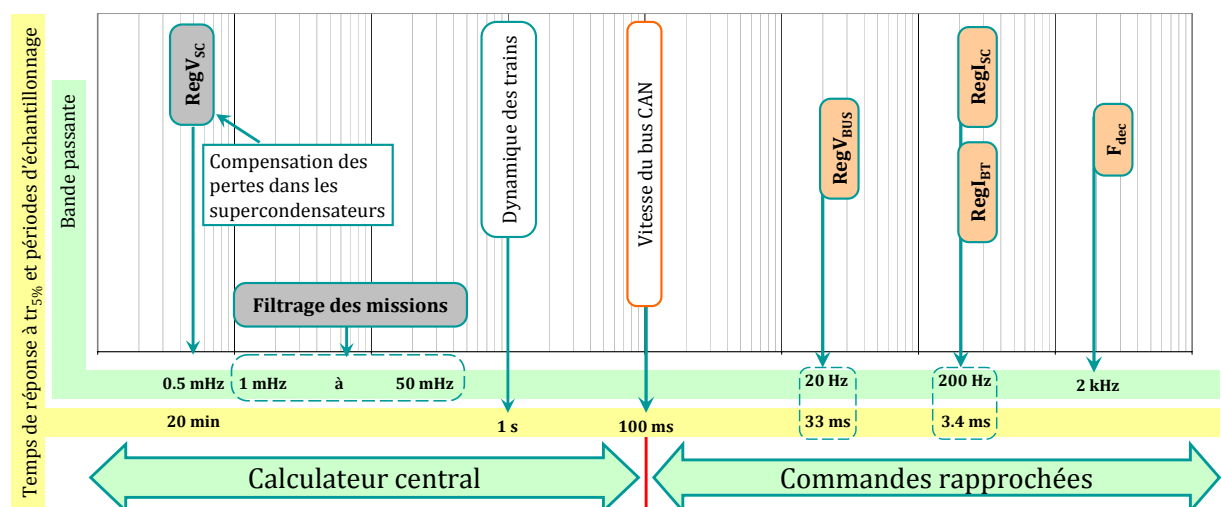 Temps de réponse à tr5% et périodes d'échantillonnage
Bande passante
RegVSC
Compensation des
pertes dans les
supercondensateurs
Filtrage des missions
Dynamique des trains
Vitesse du bus CAN
RegVBUS
RegISC
RegIBT
Fdec
0.5 mHz
1 mHz à 50 mHz
20 Hz
200 Hz
2 kHz
20 min
1 s
100 ms
33 ms
3.4 ms
Calculateur central
Commandes rapprochées